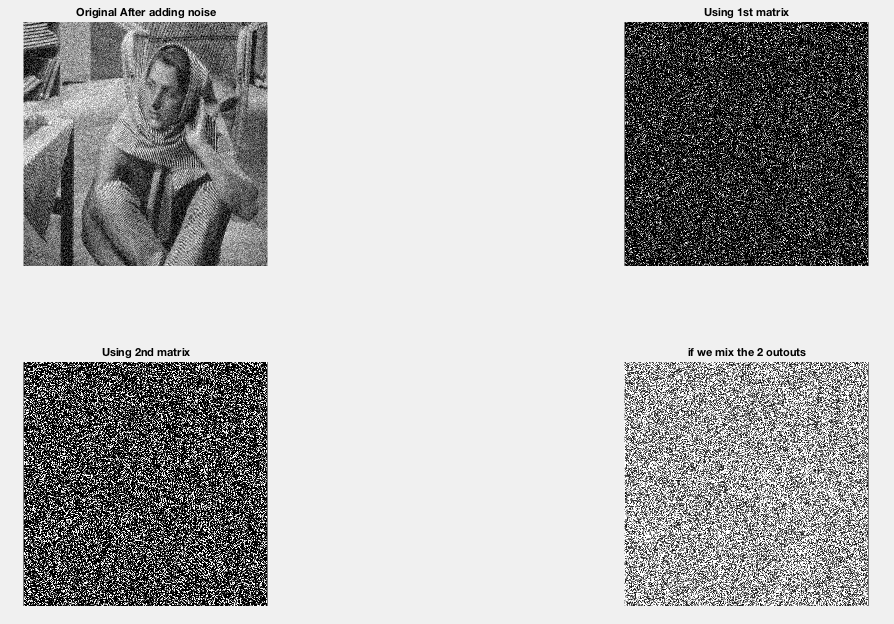 Original After adding noise
Using 1st matrix
Using 2nd matrix
if we mix the 2 outouts